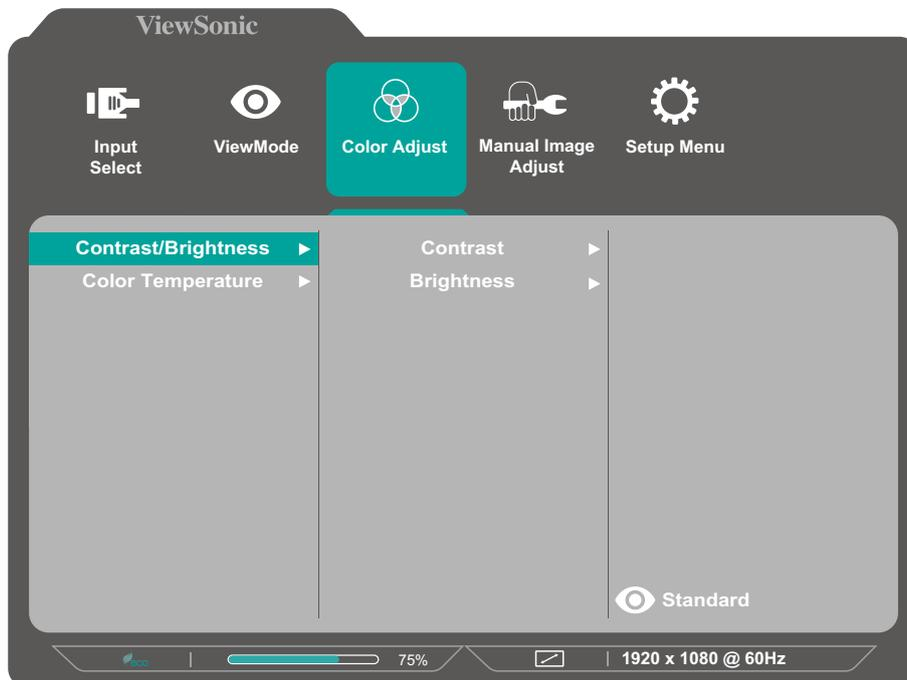 ViewSonic
Input
Select
ViewMode
Color Adjust
Manual Image
Adjust
Setup Menu
Contrast/Brightness
Contrast
Color Temperature
Brightness
Standard
eco
75%
1920 x 1080 @ 60Hz